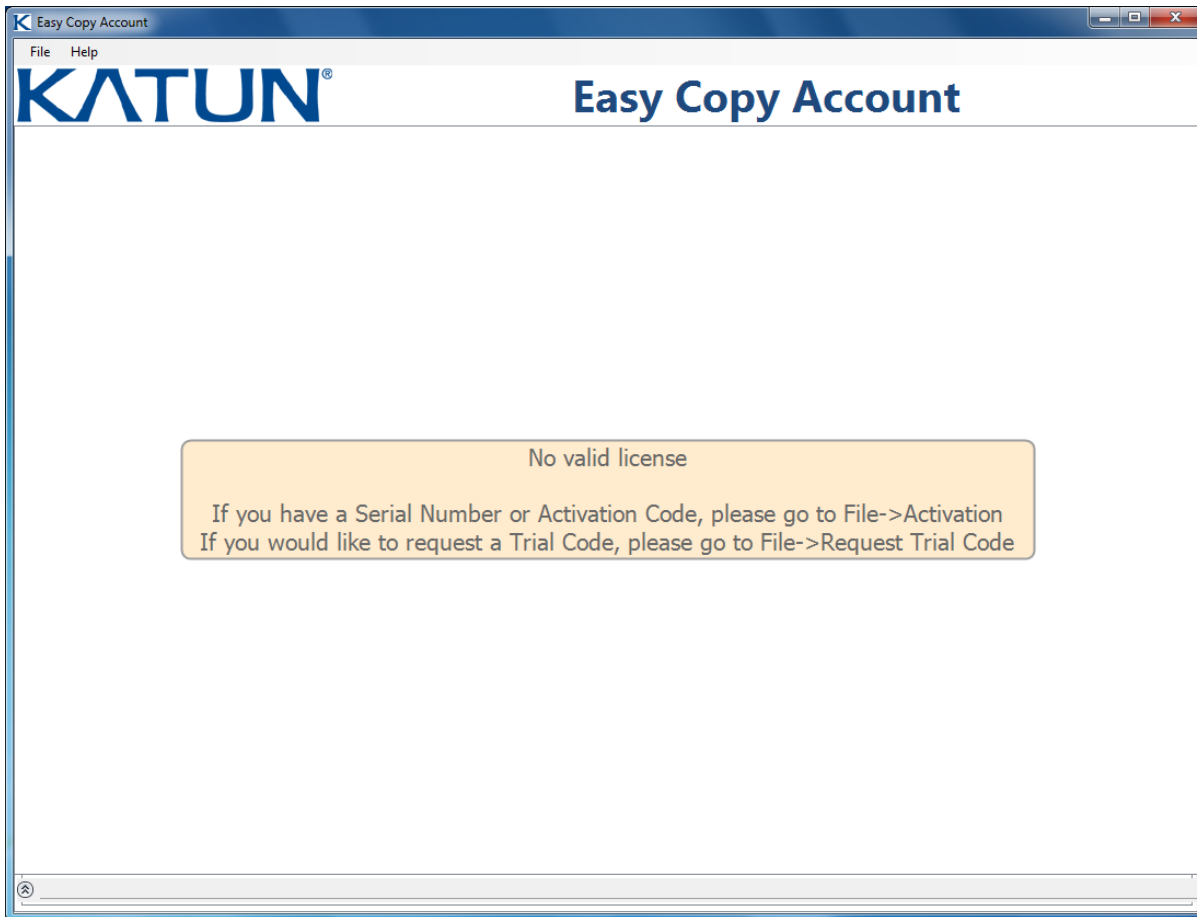 Easy Copy Account
File Help
KATUN®
Easy Copy Account
No valid license
If you have a Serial Number or Activation Code, please go to File->Activation
If you would like to request a Trial Code, please go to File->Request Trial Code